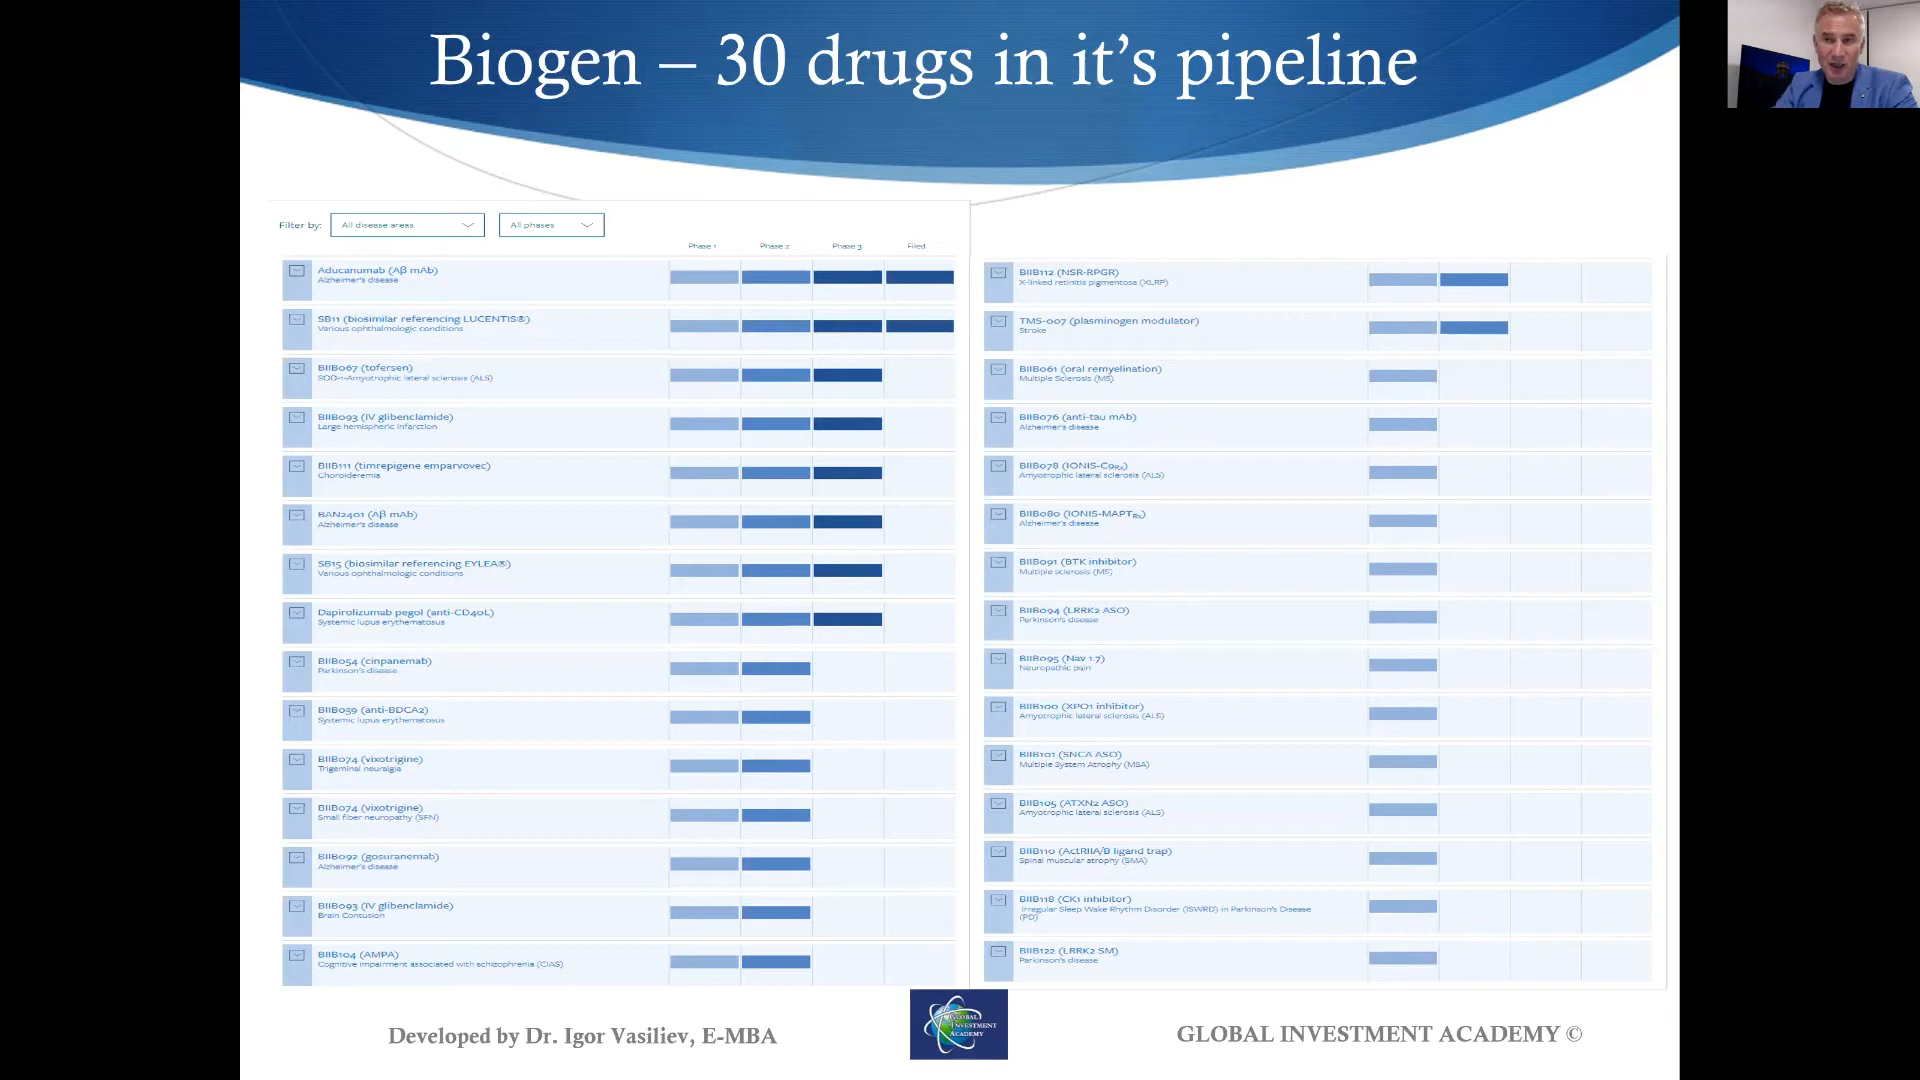 Biogen – 30 drugs in it's pipeline
Filter by: All disease areas All phases
Phase 1 Phase 2 Phase 3 Filed
Aducanumab (Aβ mAb)
Alzheimer's disease
SB11 (biosimilar referencing LUCENTIS®)
Various ophthalmologic conditions
BIIB067 (tofersen)
SOD-1-Amyotrophic lateral sclerosis (ALS)
BIIB093 (IV glibenclamide)
Large hemispheric infarction
BIIB111 (timrepigene emparvovec)
Choroideremia
BAN2401 (Aβ mAb)
Alzheimer's disease
SB15 (biosimilar referencing EYLEA®)
Various ophthalmologic conditions
Dapirolizumab pegol (anti-CD40L)
Systemic lupus erythematosus
BIIB054 (cinpanemab)
Parkinson's disease
BIIB059 (anti-BDCA2)
Systemic lupus erythematosus
BIIB074 (vixotrigine)
Trigeminal neuralgia
BIIB074 (vixotrigine)
Small fiber neuropathy (SFN)
BIIB092 (gosuranemab)
Alzheimer's disease
BIIB093 (IV glibenclamide)
Brain Contusion
BIIB104 (AMPA)
Cognitive impairment associated with schizophrenia (CIAS)
BIIB112 (NSR-RPGR)
X-linked retinitis pigmentosa (XLRP)
TMS-007 (plasminogen modulator)
Stroke
BIIB061 (oral remyelination)
Multiple Sclerosis (MS)
BIIB076 (anti-tau mAb)
Alzheimer's disease
BIIB078 (IONIS-C9Rx)
Amyotrophic lateral sclerosis (ALS)
BIIB080 (IONIS-MAPTRx)
Alzheimer's disease
BIIB091 (BTK inhibitor)
Multiple sclerosis (MS)
BIIB094 (LRRK2 ASO)
Parkinson's disease
BIIB095 (Nav 1.7)
Neuropathic pain
BIIB100 (XPO1 inhibitor)
Amyotrophic lateral sclerosis (ALS)
BIIB101 (SNCA ASO)
Multiple System Atrophy (MSA)
BIIB105 (ATXN2 ASO)
Amyotrophic lateral sclerosis (ALS)
BIIB110 (ActRIIA/B ligand trap)
Spinal muscular atrophy (SMA)
BIIB118 (CK1 inhibitor)
Irregular Sleep Wake Rhythm Disorder (ISWRD) in Parkinson's Disease
(PD)
BIIB122 (LRRK2 SM)
Parkinson's disease
Developed by Dr. Igor Vasiliev, E-MBA
GLOBAL
INVESTMENT
ACADEMY
GLOBAL INVESTMENT ACADEMY ©